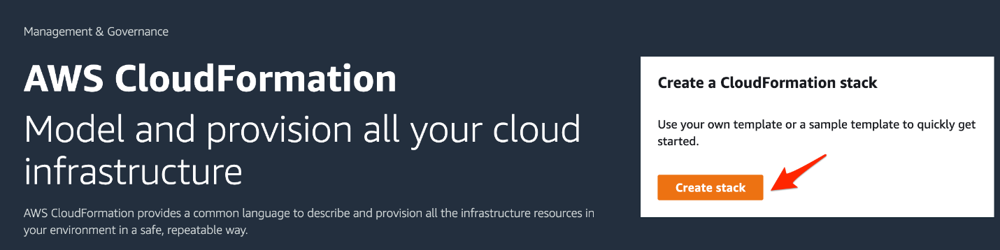 Management & Governance
AWS CloudFormation
Model and provision all your cloud
infrastructure
AWS CloudFormation provides a common language to describe and provision all the infrastructure resources in
your environment in a safe, repeatable way.
Create a CloudFormation stack
Use your own template or a sample template to quickly get
started.
Create stack